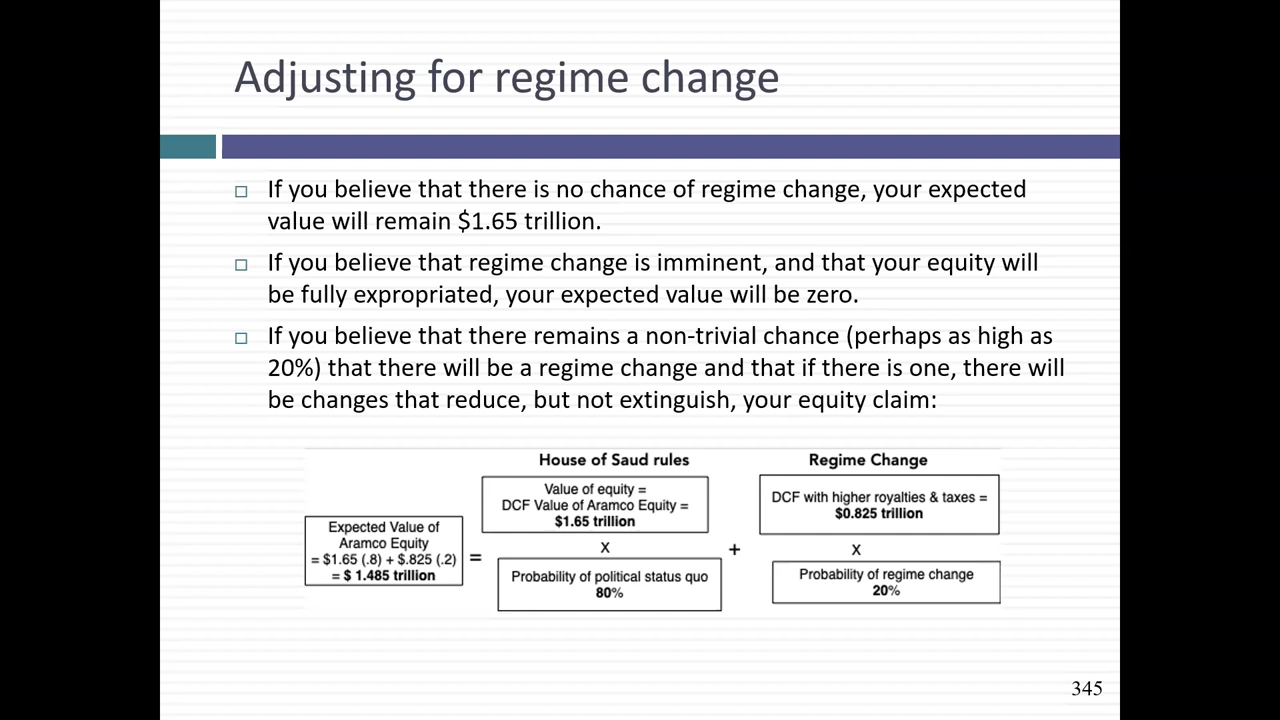 Adjusting for regime change
If you believe that there is no chance of regime change, your expected
value will remain $1.65 trillion.
If you believe that regime change is imminent, and that your equity will
be fully expropriated, your expected value will be zero.
If you believe that there remains a non-trivial chance (perhaps as high as
20%) that there will be a regime change and that if there is one, there will
be changes that reduce, but not extinguish, your equity claim:
Expected Value of
Aramco Equity
= $1.65 (.8) + $.825 (.2)
= $ 1.485 trillion
=
House of Saud rules
Value of equity =
DCF Value of Aramco Equity =
$1.65 trillion
X
Probability of political status quo
80%
+
Regime Change
DCF with higher royalties & taxes =
$0.825 trillion
X
Probability of regime change
20%
345